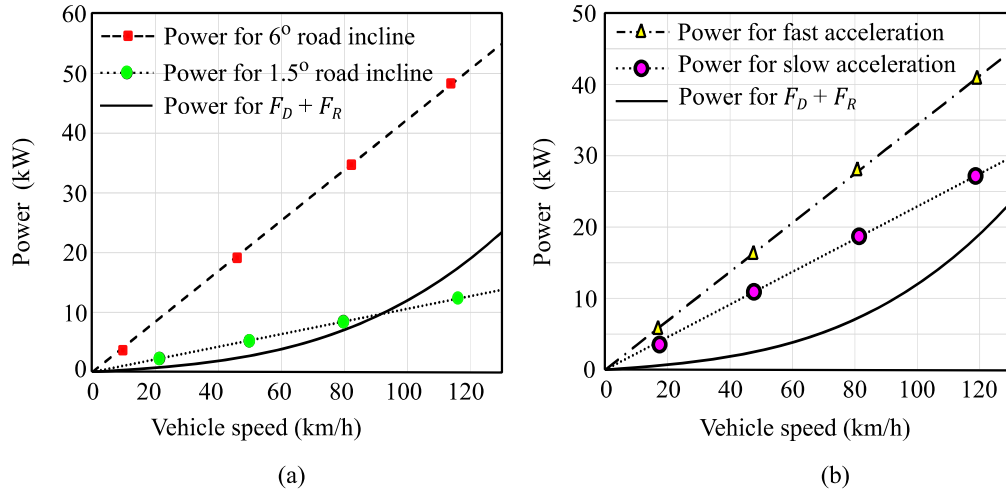 60
50
40
30
20
10
0
Power (kW)
Power for 6° road incline
Power for 1.5° road incline
Power for F_D + F_R
0 20 40 60 80 100 120
Vehicle speed (km/h)
(a)
50
40
30
20
10
0
Power (kW)
Power for fast acceleration
Power for slow acceleration
Power for F_D + F_R
0 20 40 60 80 100 120
Vehicle speed (km/h)
(b)